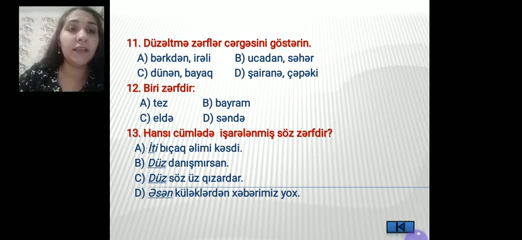 11. Düzəltmə zərflər cərgəsini göstərin.
A) bərkdən, irəli B) ucadan, səhər
C) dünən, bayaq D) şairanə, çəpəki
12. Biri zərfdir:
A) tez B) bayram
C) eldə D) səndə
13. Hansı cümlədə işarələnmiş söz zərfdir?
A) İti bıçaq əlimi kəsdi.
B) Düz danışmırsan.
C) Düz söz üz qızardar.
D) Əsən küləklərdən xəbərimiz yox.